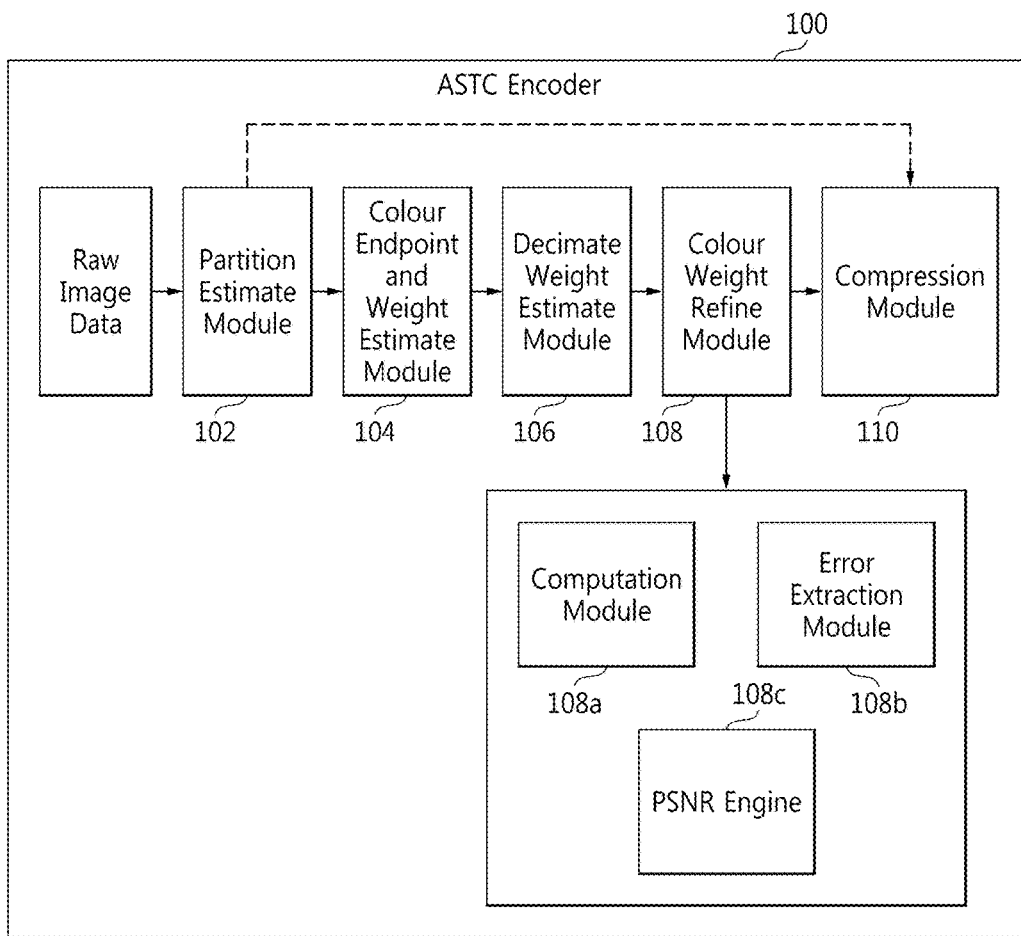 100
ASTC Encoder
Raw
Image
Data
Partition
Estimate
Module
Colour
Endpoint
and
Weight
Estimate
Module
Decimate
Weight
Estimate
Module
Colour
Weight
Refine
Module
Compression
Module
102
104
106
108
110
Computation
Module
Error
Extraction
Module
108a
108c
108b
PSNR Engine